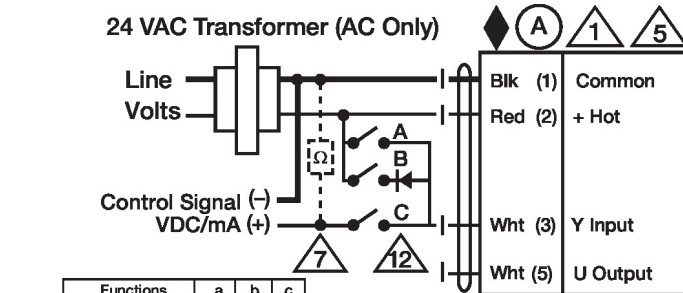 24 VAC Transformer (AC Only)
A 1 5
Line
Volts
Blk (1) Common
Red (2) + Hot
A
Ω
B
Control Signal (–)
VDC/mA (+)
C
Wht (3) Y Input
7 12
Wht (5) U Output
Functions a b c